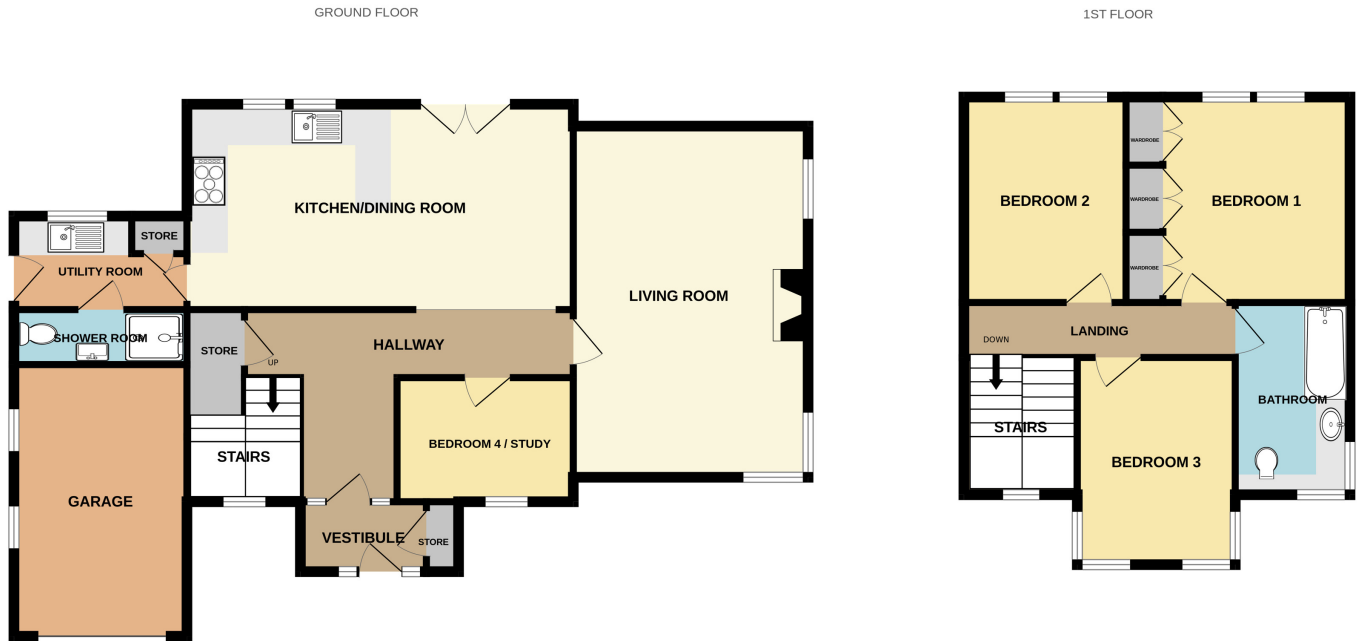 GROUND FLOOR
1ST FLOOR
KITCHEN/DINING ROOM
STORE
UTILITY ROOM
LIVING ROOM
SHOWER ROOM
STORE
HALLWAY
UP
BEDROOM 4 / STUDY
STAIRS
GARAGE
VESTIBULE
STORE
WARDROBE
BEDROOM 2
WARDROBE
BEDROOM 1
WARDROBE
LANDING
DOWN
BATHROOM
STAIRS
BEDROOM 3